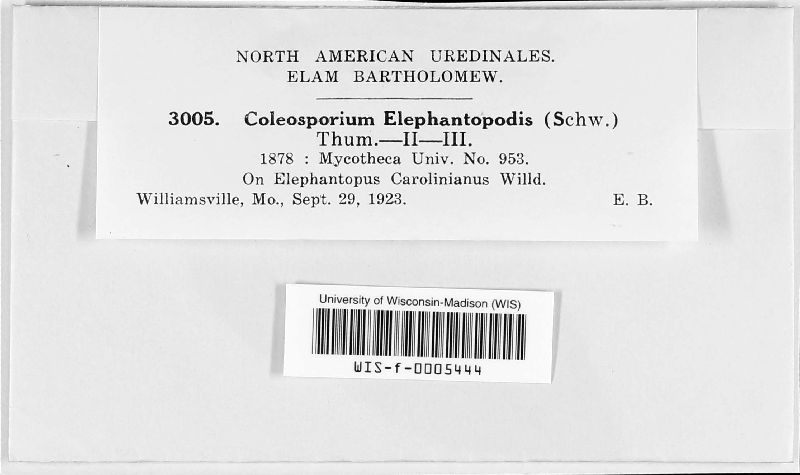 NORTH AMERICAN UREDINALES.
ELAM BARTHOLOMEW.
3005. Coleosporium Elephantopodis (Schw.)
Thum.—II—III.
1878 : Mycotheca Univ. No. 953.
On Elephantopus Carolinianus Willd.
Williamsville, Mo., Sept. 29, 1923. E. B.
University of Wisconsin-Madison (WIS)
WIS-f-0005444